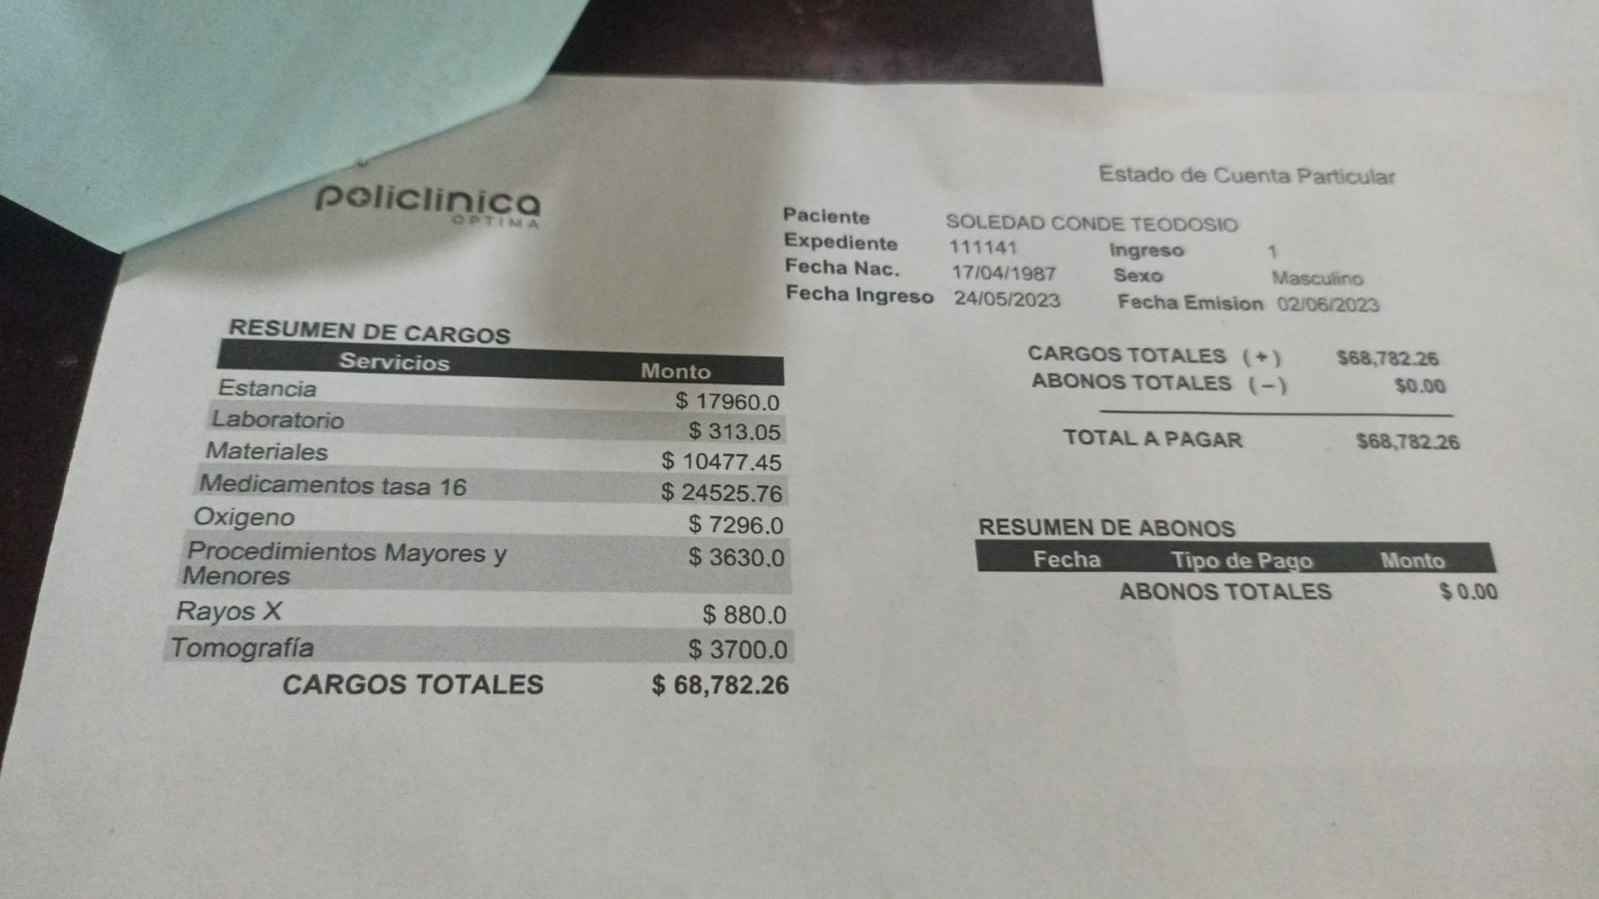 policlinica
OPTIMA
Estado de Cuenta Particular
Paciente SOLEDAD CONDE TEODOSIO
Expediente 111141 Ingreso 1
Fecha Nac. 17/04/1987 Sexo Masculino
Fecha Ingreso 24/05/2023 Fecha Emision 02/06/2023
RESUMEN DE CARGOS
Servicios Monto
Estancia $ 17960.0
Laboratorio $ 313.05
Materiales $ 10477.45
Medicamentos tasa 16 $ 24525.76
Oxigeno $ 7296.0
Procedimientos Mayores y $ 3630.0
Menores
Rayos X $ 880.0
Tomografía $ 3700.0
CARGOS TOTALES $ 68,782.26
CARGOS TOTALES (+) $68,782.26
ABONOS TOTALES (-) $0.00
TOTAL A PAGAR $68,782.26
RESUMEN DE ABONOS
Fecha Tipo de Pago Monto
ABONOS TOTALES $ 0.00